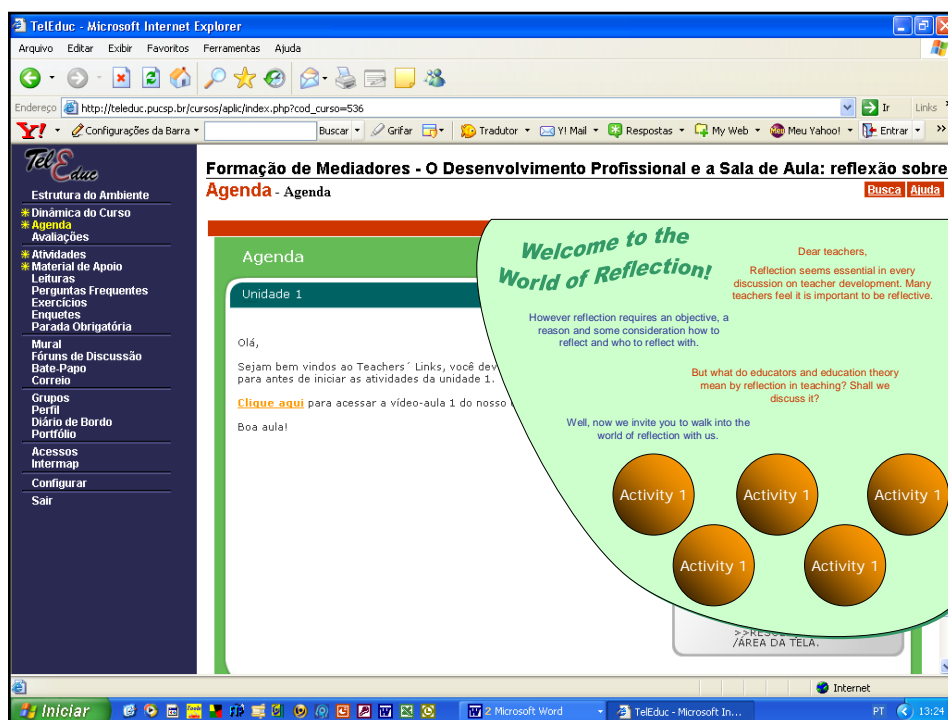 TelEduc - Microsoft Internet Explorer
Arquivo Editar Exibir Favoritos Ferramentas Ajuda
Endereço http://teleduc.pucsp.br/cursos/aplic/index.php?cod_curso=536 Ir Links
Y! Configurações da Barra Buscar Grifar Tradutor Y! Mail Respostas My Web Meu Yahoo! Entrar
TelEduc
Estrutura do Ambiente
Dinâmica do Curso
Agenda
Avaliações
Atividades
Material de Apoio
Leituras
Perguntas Frequentes
Exercícios
Enquetes
Parada Obrigatória
Mural
Fóruns de Discussão
Bate-Papo
Correio
Grupos
Perfil
Diário de Bordo
Portfólio
Acessos
Intermap
Configurar
Sair
Formação de Mediadores - O Desenvolvimento Profissional e a Sala de Aula: reflexão sobre
Agenda - Agenda
Busca Ajuda
Agenda
Unidade 1
Olá,
Sejam bem vindos ao Teachers´ Links, você
para antes de iniciar as atividades da unidade 1.
Clique aqui para acessar a vídeo-aula 1 do nosso
Boa aula!
Welcome to the
World of Reflection!
Dear teachers,
Reflection seems essential in every
discussion on teacher development. Many
teachers feel it is important to be reflective.
However reflection requires an objective, a
reason and some consideration how to
reflect and who to reflect with.
But what do educators and education theory
mean by reflection in teaching? Shall we
discuss it?
Well, now we invite you to walk into the
world of reflection with us.
Activity 1 Activity 1 Activity 1
Activity 1 Activity 1
/ÁREA DA TELA.
Internet
Iniciar 2 Microsoft Word TelEduc - Microsoft In... PT 13:24